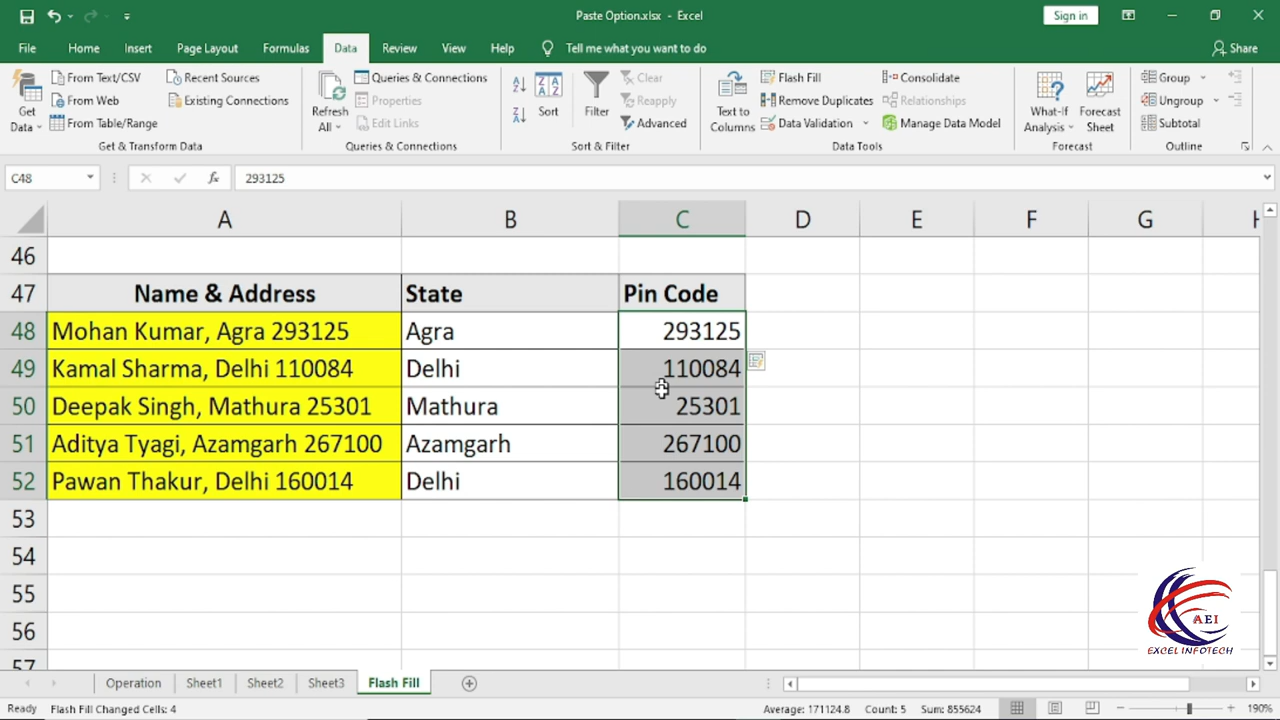 Paste Option.xlsx - Excel
Sign in
File Home Insert Page Layout Formulas Data Review View Help Tell me what you want to do Share
Get Data
From Text/CSV
From Web
From Table/Range
Recent Sources
Existing Connections
Get & Transform Data
Refresh All
Queries & Connections
Properties
Edit Links
Queries & Connections
Sort
Filter
Clear
Reapply
Advanced
Sort & Filter
Text to Columns
Flash Fill
Remove Duplicates
Data Validation
Consolidate
Relationships
Manage Data Model
Data Tools
What-If Analysis
Forecast Sheet
Forecast
Group
Ungroup
Subtotal
Outline
C48 fx 293125
A B C D E F G H
46
47 Name & Address State Pin Code
48 Mohan Kumar, Agra 293125 Agra 293125
49 Kamal Sharma, Delhi 110084 Delhi 110084
50 Deepak Singh, Mathura 25301 Mathura 25301
51 Aditya Tyagi, Azamgarh 267100 Azamgarh 267100
52 Pawan Thakur, Delhi 160014 Delhi 160014
53
54
55
56
57
AEI
EXCEL INFOTECH
Operation Sheet1 Sheet2 Sheet3 Flash Fill
Ready Flash Fill Changed Cells: 4 Average: 171124.8 Count: 5 Sum: 855624 190%